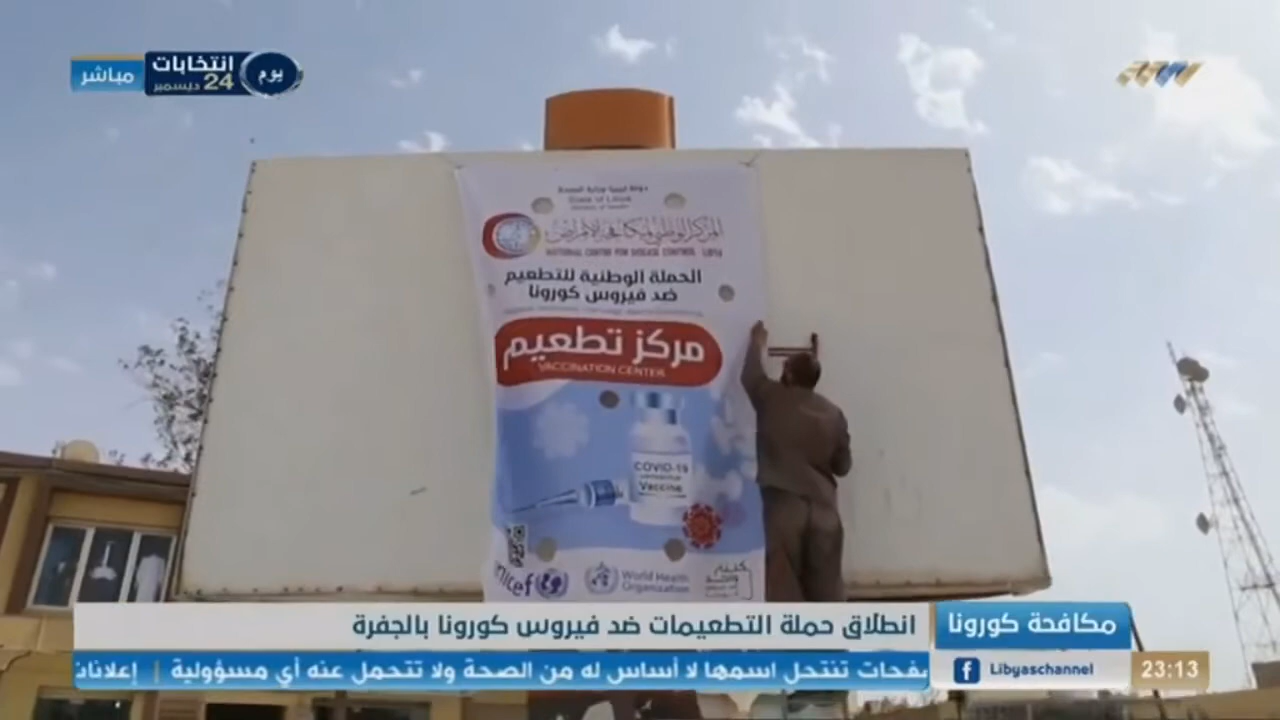 مباشر
انتخابات
24 ديسمبر
يوم
State of Libya
المركز الوطني لمكافحة الأمراض
NATIONAL CENTRE FOR DISEASE CONTROL - LIBYA
الحملة الوطنية للتطعيم
ضد فيروس كورونا
مركز تطعيم
VACCINATION CENTER
COVID-19
Vaccine
unicef
World Health
Organization
مكافحة كورونا
انطلاق حملة التطعيمات ضد فيروس كورونا بالجفرة
صفحات تنتحل اسمها لا أساس له من الصحة ولا تتحمل عنه أي مسؤولية | إعلانات
Libyaschannel
23:13